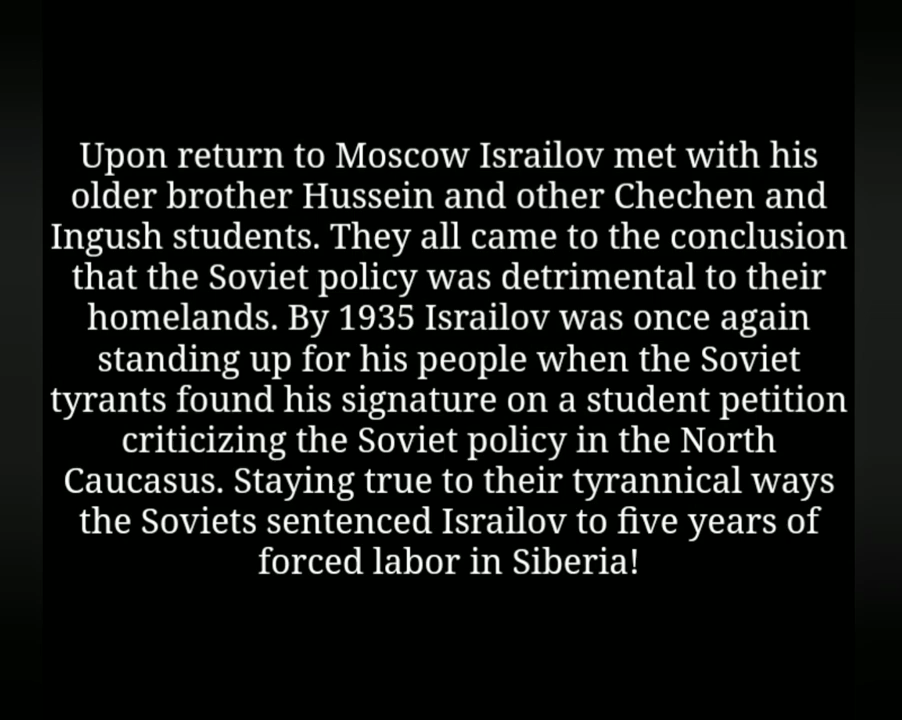 Upon return to Moscow Israilov met with his
older brother Hussein and other Chechen and
Ingush students. They all came to the conclusion
that the Soviet policy was detrimental to their
homelands. By 1935 Israilov was once again
standing up for his people when the Soviet
tyrants found his signature on a student petition
criticizing the Soviet policy in the North
Caucasus. Staying true to their tyrannical ways
the Soviets sentenced Israilov to five years of
forced labor in Siberia!